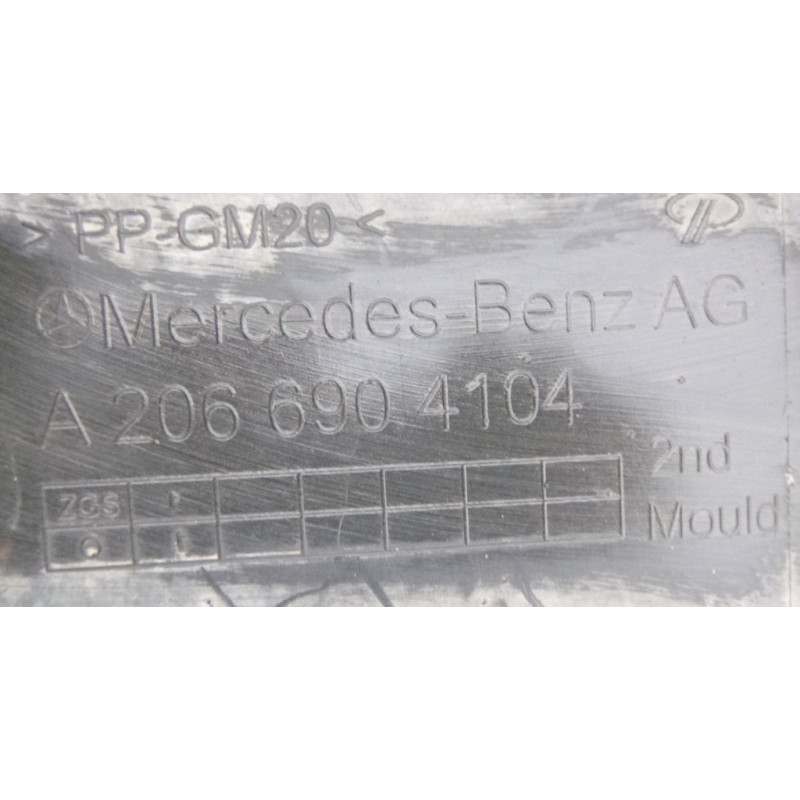 > PP-GM20 <
Mercedes-Benz AG
A 206 690 4104
2nd
Mould
ZGS